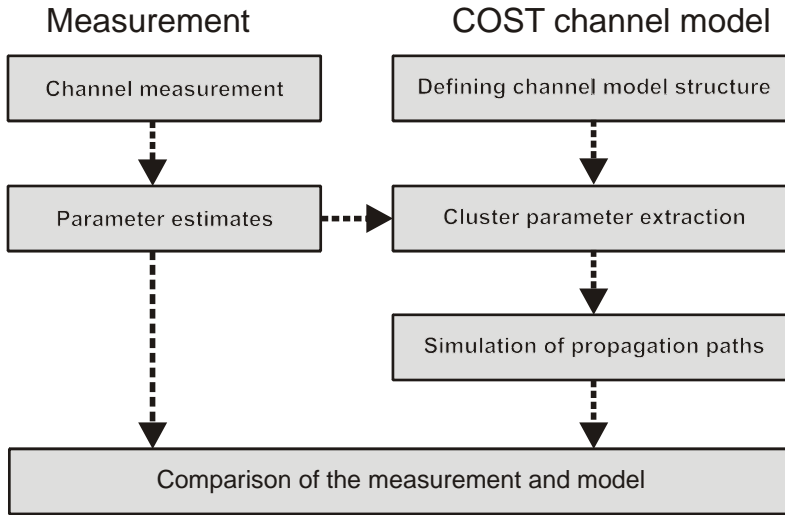 Measurement
COST channel model
Channel measurement
Defining channel model structure
Parameter estimates
Cluster parameter extraction
Simulation of propagation paths
Comparison of the measurement and model